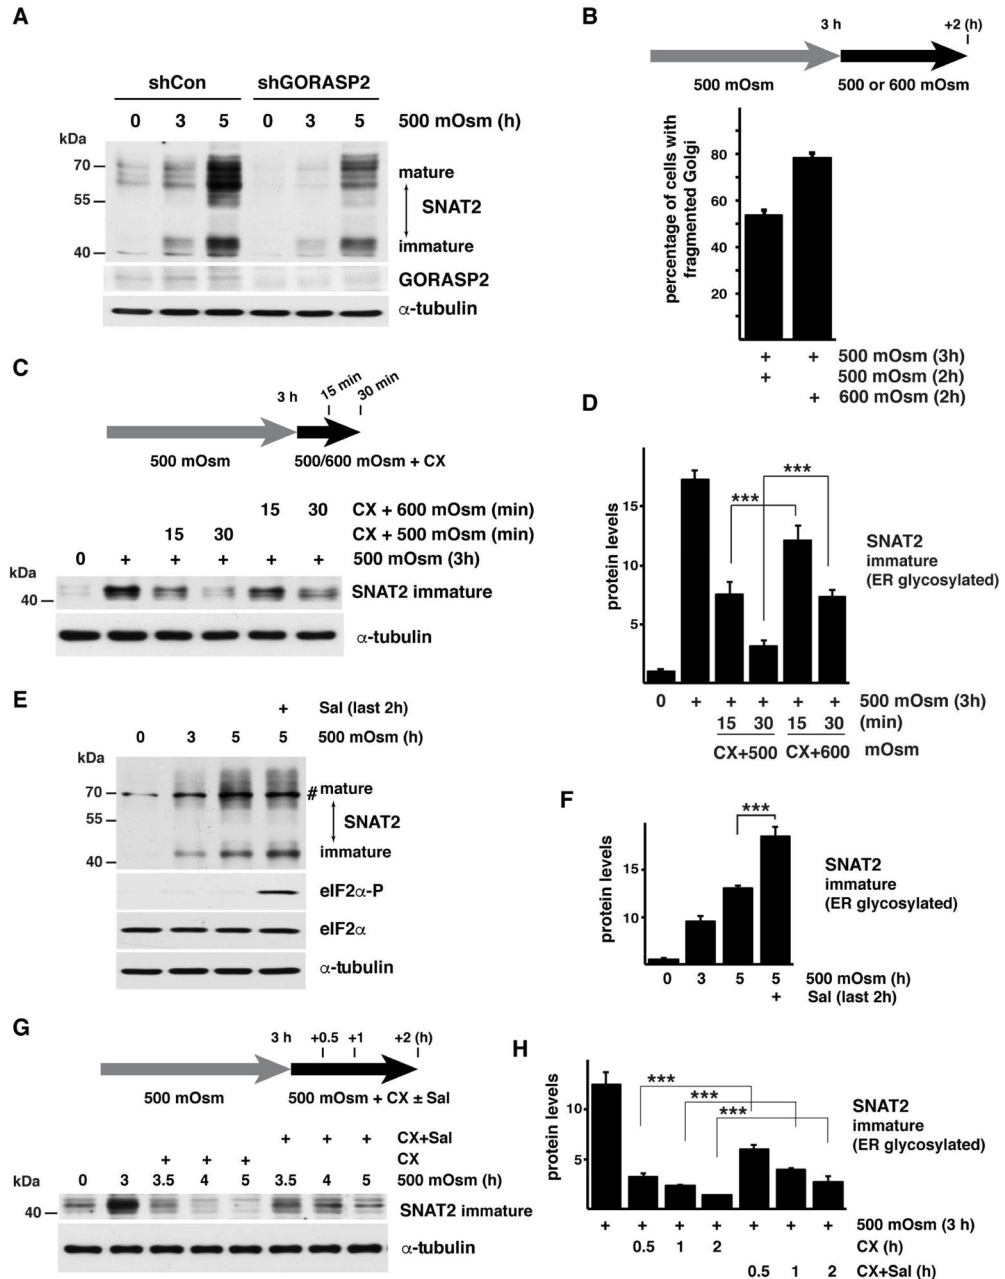 A
shCon shGORASP2
0 3 5 0 3 5 500 mOsm (h)
kDa
70
mature
55
SNAT2
immature
40
GORASP2
α-tubulin
B
3 h +2 (h)
500 mOsm 500 or 600 mOsm
percentage of cells with
fragmented Golgi
80
60
40
20
+ + 500 mOsm (3h)
+ 500 mOsm (2h)
+ 600 mOsm (2h)
C
3 h 15 min 30 min
500 mOsm 500/600 mOsm + CX
15 30 CX + 600 mOsm (min)
15 30 CX + 500 mOsm (min)
0 + + + + + 500 mOsm (3h)
kDa
40
SNAT2 immature
α-tubulin
D
protein levels
15
10
5
SNAT2
immature
(ER glycosylated)
*** ***
0 + + + + + 500 mOsm (3h)
15 30 15 30 (min)
CX+500 CX+600 mOsm
E
+ Sal (last 2h)
0 3 5 5 500 mOsm (h)
kDa
70
# mature
55
SNAT2
immature
40
eIF2α-P
eIF2α
α-tubulin
F
protein levels
15
10
***
SNAT2
immature
(ER glycosylated)
0 3 5 5 500 mOsm (h)
+ Sal (last 2h)
G
3 h +0.5 +1 +2 (h)
500 mOsm 500 mOsm + CX ± Sal
+ + + CX+Sal
+ + + CX
0 3 3.5 4 5 3.5 4 5 500 mOsm (h)
kDa
40
SNAT2 immature
α-tubulin
H
protein levels
10
5
***
***
***
SNAT2
immature
(ER glycosylated)
+ + + + + + + 500 mOsm (3 h)
0.5 1 2 CX (h)
0.5 1 2 CX+Sal (h)